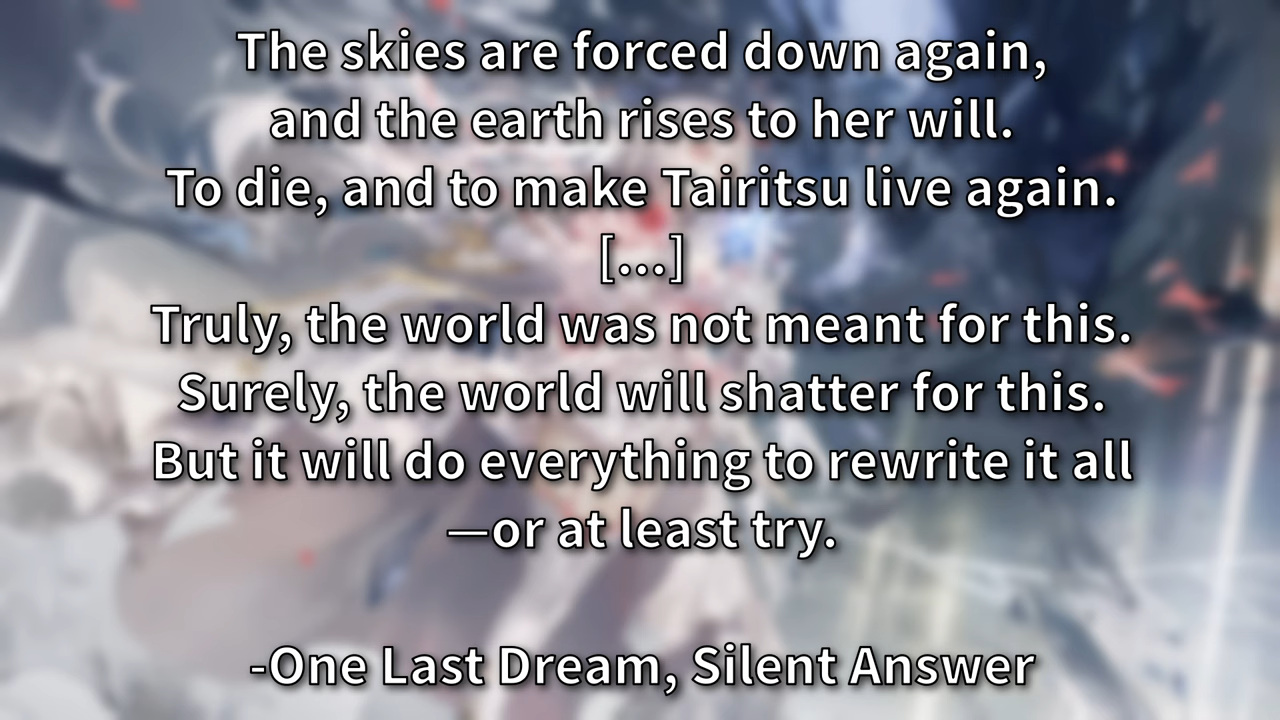 The skies are forced down again,
and the earth rises to her will.
To die, and to make Tairitsu live again.
[...]
Truly, the world was not meant for this.
Surely, the world will shatter for this.
But it will do everything to rewrite it all
—or at least try.
-One Last Dream, Silent Answer